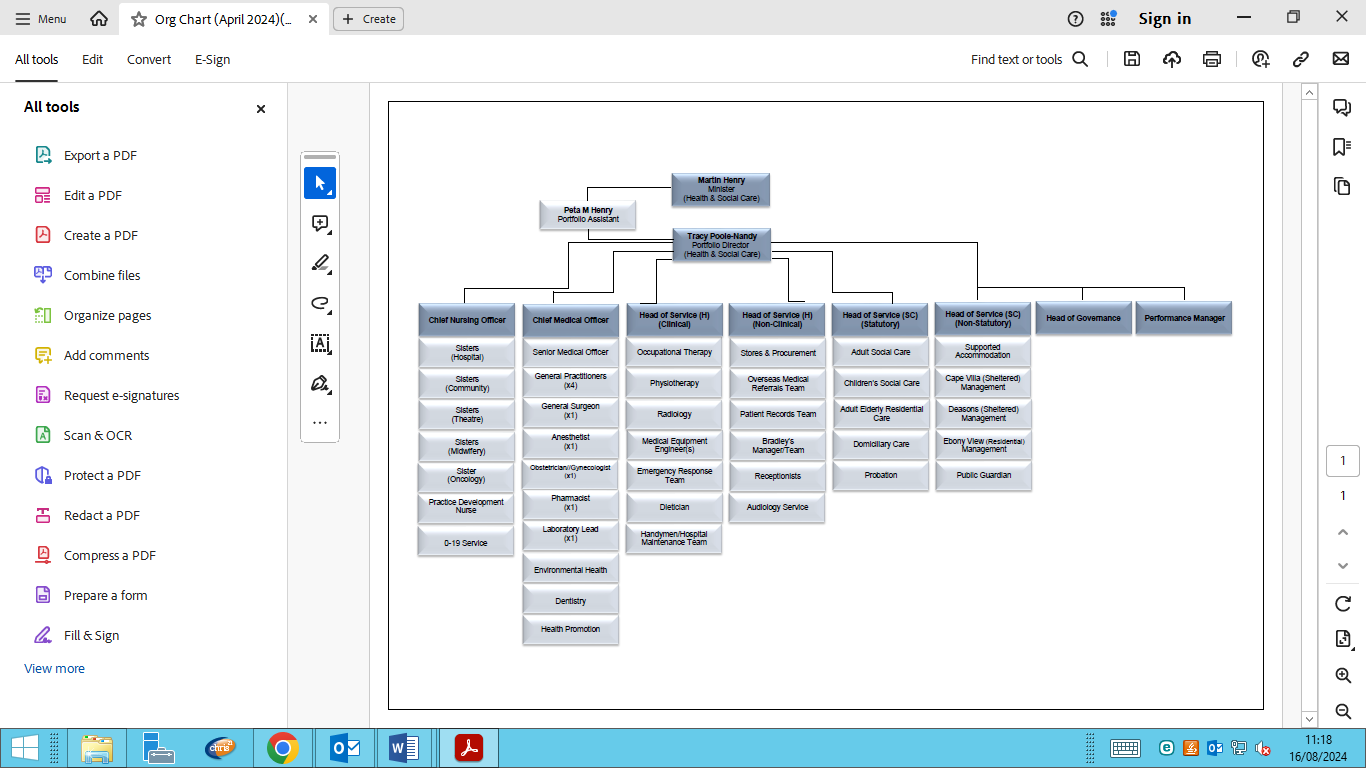 Menu
Org Chart (April 2024)(...
Create
Sign in
All tools
Edit
Convert
E-Sign
Find text or tools
All tools
Export a PDF
Edit a PDF
Create a PDF
Combine files
Organize pages
Add comments
Request e-signatures
Scan & OCR
Protect a PDF
Redact a PDF
Compress a PDF
Prepare a form
Fill & Sign
View more
Martin Henry
Minister
(Health & Social Care)
Peta M Henry
Portfolio Assistant
Tracy Poole-Nandy
Portfolio Director
(Health & Social Care)
Chief Nursing Officer
Sisters
(Hospital)
Sisters
(Community)
Sisters
(Theatre)
Sisters
(Midwifery)
Sister
(Oncology)
Practice Development
Nurse
0-19 Service
Chief Medical Officer
Senior Medical Officer
General Practitioners
(x4)
General Surgeon
(x1)
Anesthetist
(x1)
Obstetrician//Gynecologist
(x1)
Pharmacist
(x1)
Laboratory Lead
(x1)
Environmental Health
Dentistry
Health Promotion
Head of Service (H)
(Clinical)
Occupational Therapy
Physiotherapy
Radiology
Medical Equipment
Engineer(s)
Emergency Response
Team
Dietician
Handymen/Hospital
Maintenance Team
Head of Service (H)
(Non-Clinical)
Stores & Procurement
Overseas Medical
Referrals Team
Patient Records Team
Bradley's
Manager/Team
Receptionists
Audiology Service
Head of Service (SC)
(Statutory)
Adult Social Care
Children's Social Care
Adult Elderly Residential
Care
Domiciliary Care
Probation
Head of Service (SC)
(Non-Statutory)
Supported
Accommodation
Cape Villa (Sheltered)
Management
Deasons (Sheltered)
Management
Ebony View (Residential)
Management
Public Guardian
Head of Governance
Performance Manager
1
1
chris
11:18
16/08/2024